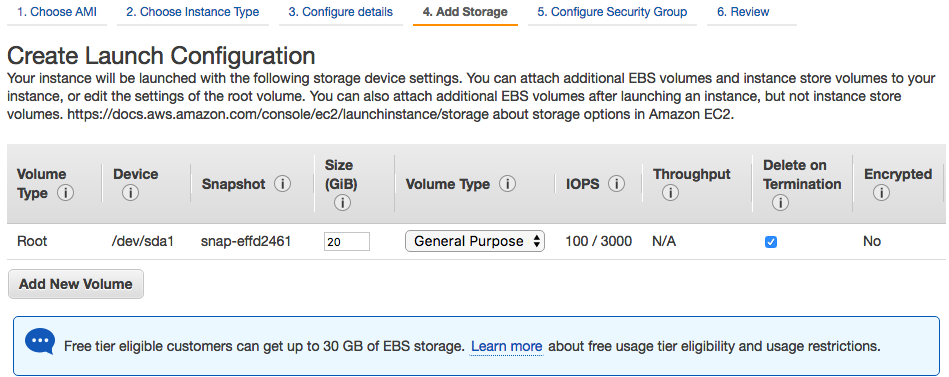 1. Choose AMI 2. Choose Instance Type 3. Configure details 4. Add Storage 5. Configure Security Group 6. Review
Create Launch Configuration
Your instance will be launched with the following storage device settings. You can attach additional EBS volumes and instance store volumes to your
instance, or edit the settings of the root volume. You can also attach additional EBS volumes after launching an instance, but not instance store
volumes. https://docs.aws.amazon.com/console/ec2/launchinstance/storage about storage options in Amazon EC2.
Volume Type i Device i Snapshot i Size (GiB) i Volume Type i IOPS i Throughput i Delete on Termination i Encrypted i
Root /dev/sda1 snap-effd2461 20 General Purpose 100 / 3000 N/A No
Add New Volume
Free tier eligible customers can get up to 30 GB of EBS storage. Learn more about free usage tier eligibility and usage restrictions.